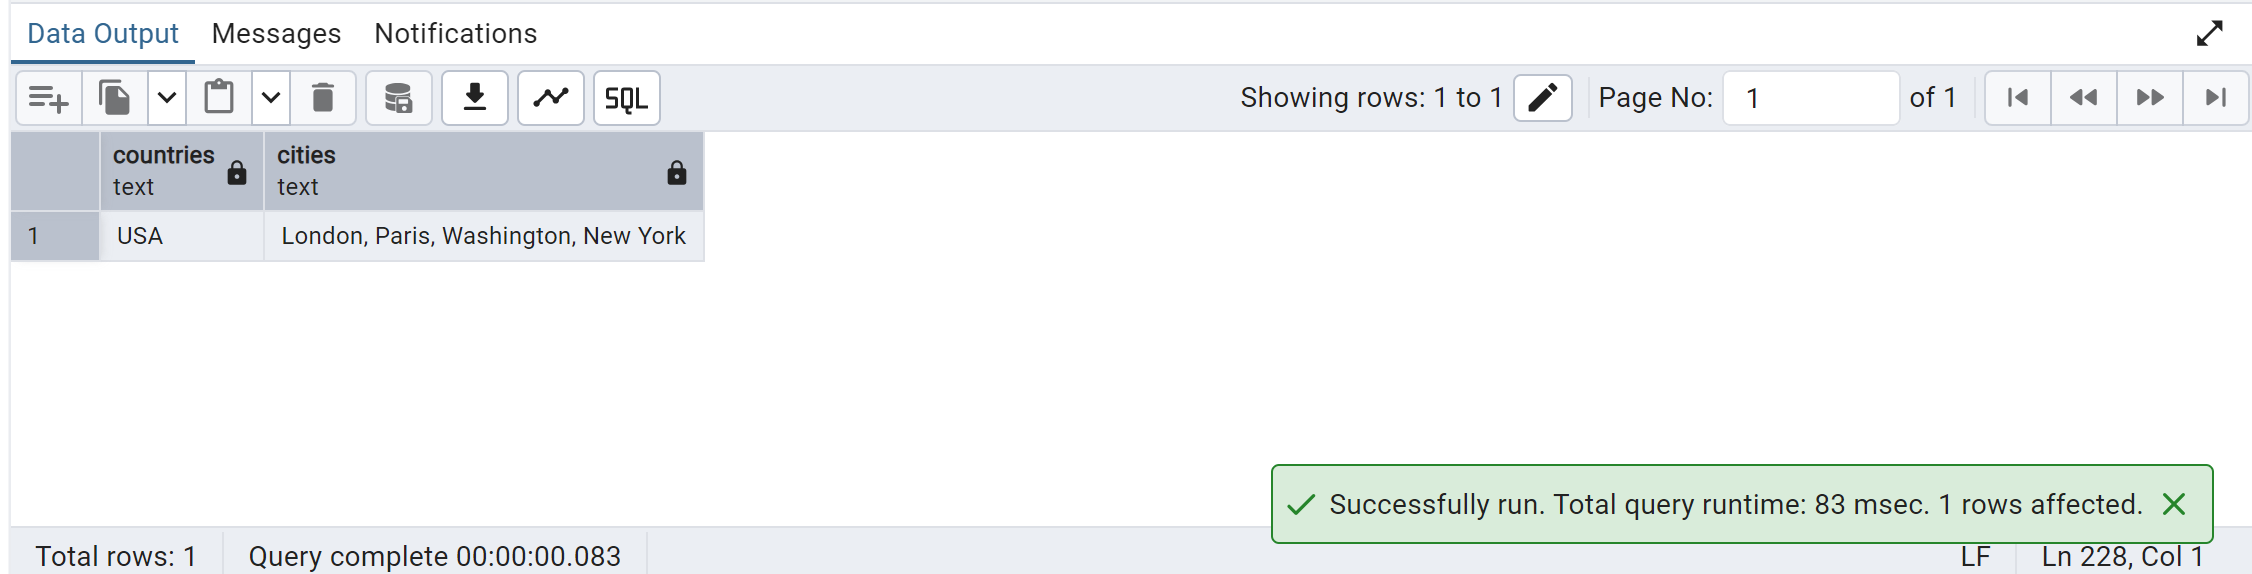 Data Output Messages Notifications
SQL Showing rows: 1 to 1 Page No: 1 of 1
countries cities
text text
1 USA London, Paris, Washington, New York
Successfully run. Total query runtime: 83 msec. 1 rows affected.
Total rows: 1 Query complete 00:00:00.083 LF Ln 228, Col 1